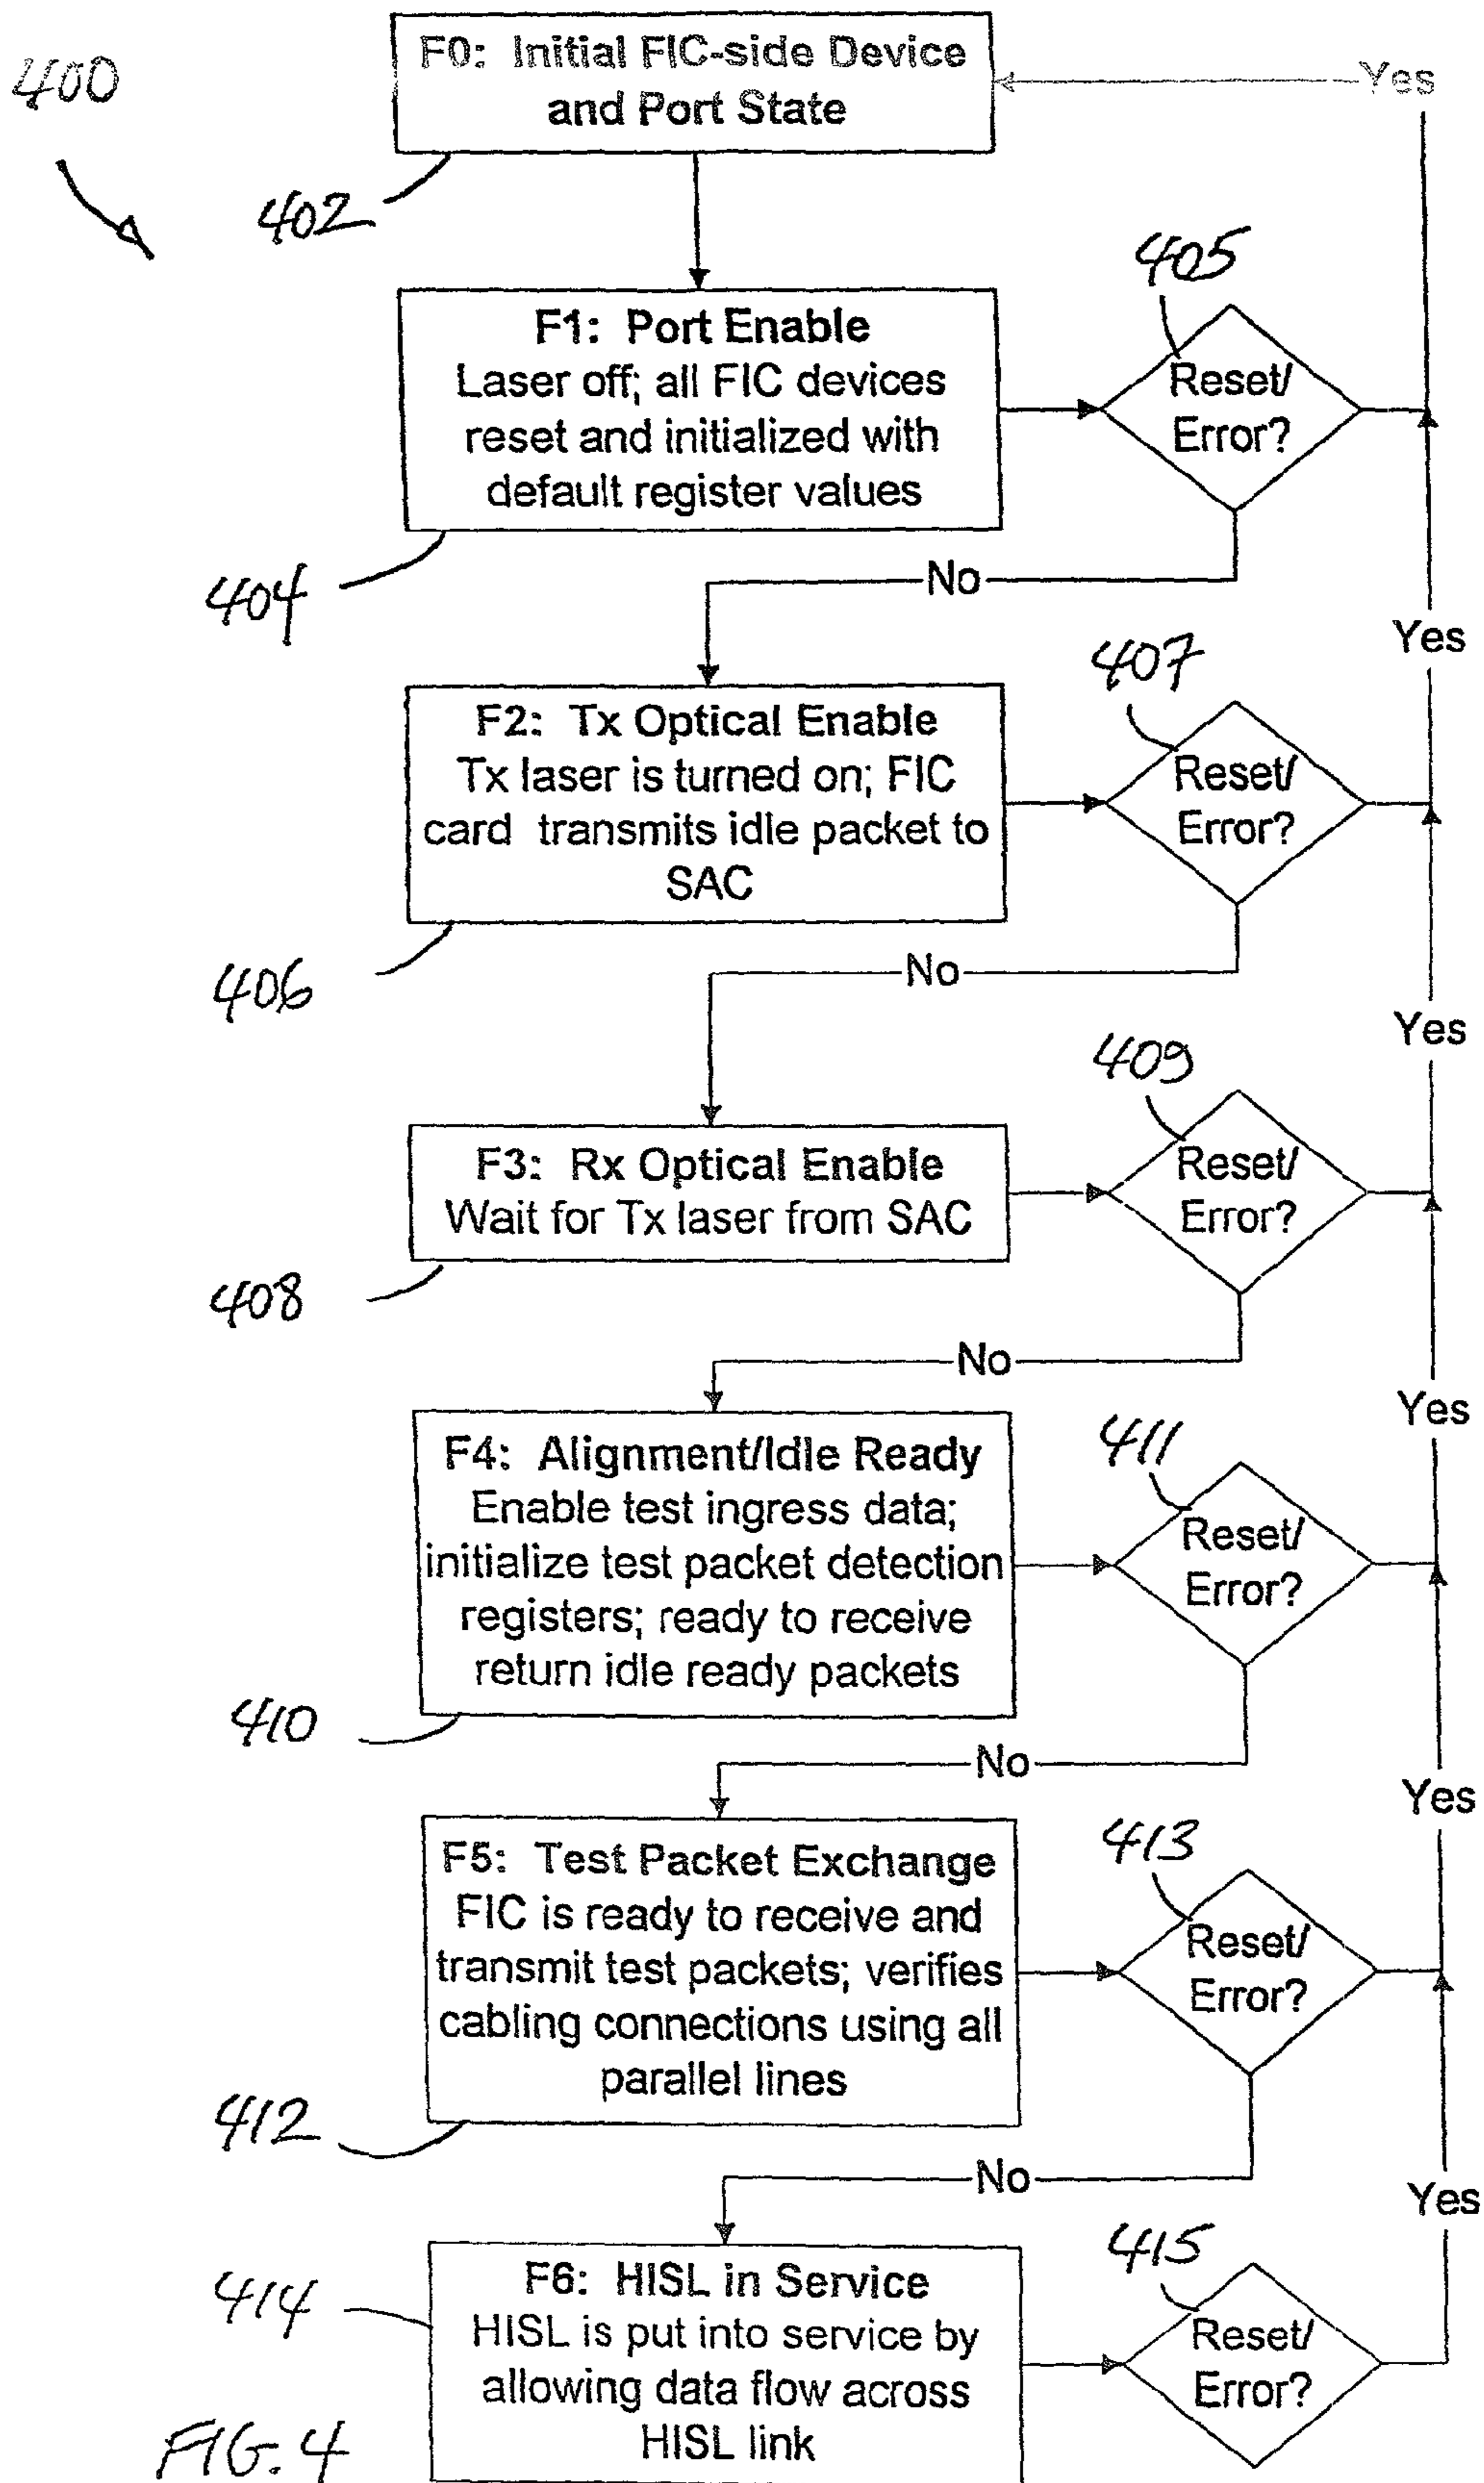 400
F0: Initial FIC-side Device
and Port State
Yes
402
F1: Port Enable
Laser off; all FIC devices
reset and initialized with
default register values
405
Reset/
Error?
404
No
Yes
F2: Tx Optical Enable
Tx laser is turned on; FIC
card transmits idle packet to
SAC
407
Reset/
Error?
406
No
Yes
F3: Rx Optical Enable
Wait for Tx laser from SAC
409
Reset/
Error?
408
No
Yes
F4: Alignment/Idle Ready
Enable test ingress data;
initialize test packet detection
registers; ready to receive
return idle ready packets
411
Reset/
Error?
410
No
Yes
F5: Test Packet Exchange
FIC is ready to receive and
transmit test packets; verifies
cabling connections using all
parallel lines
413
Reset/
Error?
412
No
Yes
F6: HISL in Service
HISL is put into service by
allowing data flow across
HISL link
415
Reset/
Error?
414
FIG. 4